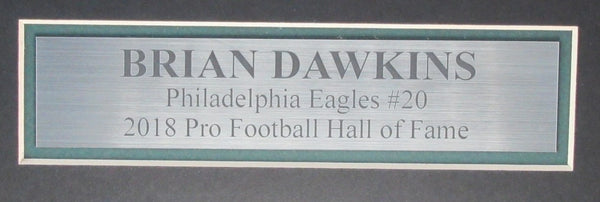 BRIAN DAWKINS
Philadelphia Eagles #20
2018 Pro Football Hall of Fame